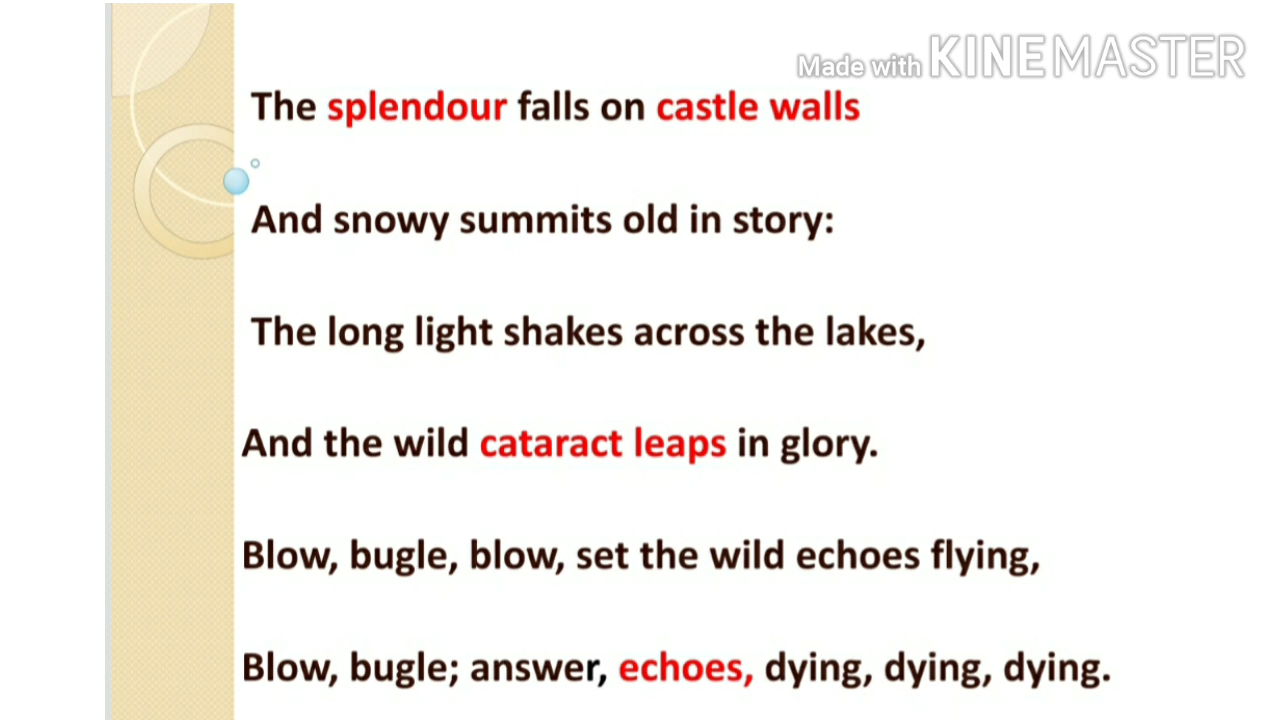 Made with KINEMASTER
The splendour falls on castle walls
And snowy summits old in story:
The long light shakes across the lakes,
And the wild cataract leaps in glory.
Blow, bugle, blow, set the wild echoes flying,
Blow, bugle; answer, echoes, dying, dying, dying.